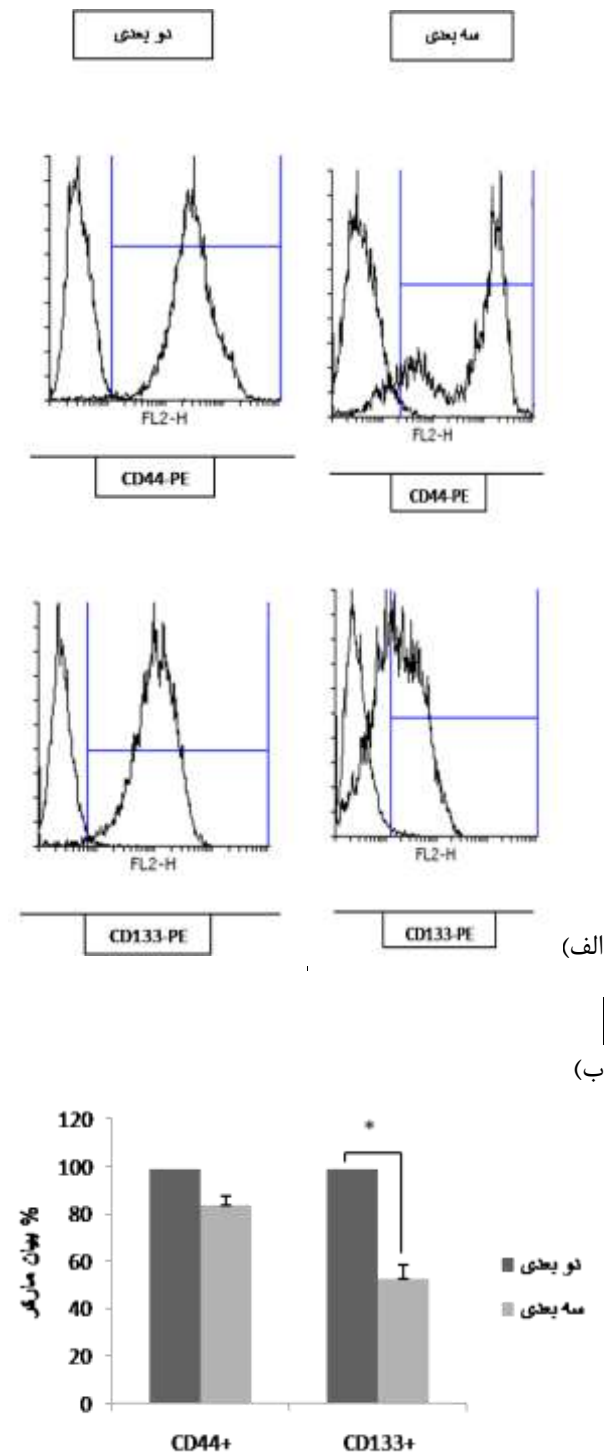 دو بعدی
سه بعدی
FL2-H
FL2-H
CD44-PE
CD44-PE
FL2-H
FL2-H
CD133-PE
CD133-PE
الف)
ب)
120
100
80
60
40
20
0
% بیان مارکر
*
CD44+
CD133+
دو بعدی
سه بعدی